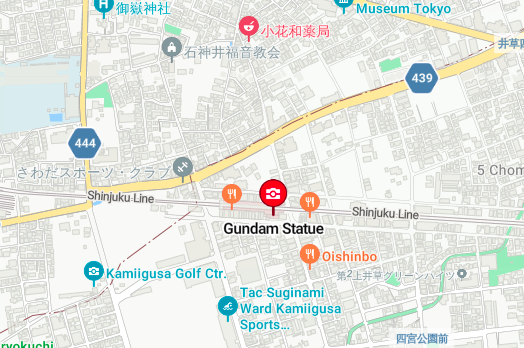 御嶽神社
Museum Tokyo
小花和薬局
井草四
石神井福音教会
439
444
さわだスポーツ・クラブ
5 Chom
Shinjuku Line
Shinjuku Line
Gundam Statue
Oishinbo
Kamiigusa Golf Ctr.
第2上井草グリーンハイツ
Tac Suginami
Ward Kamiigusa
Sports...
四宮公園前
ryokuchi